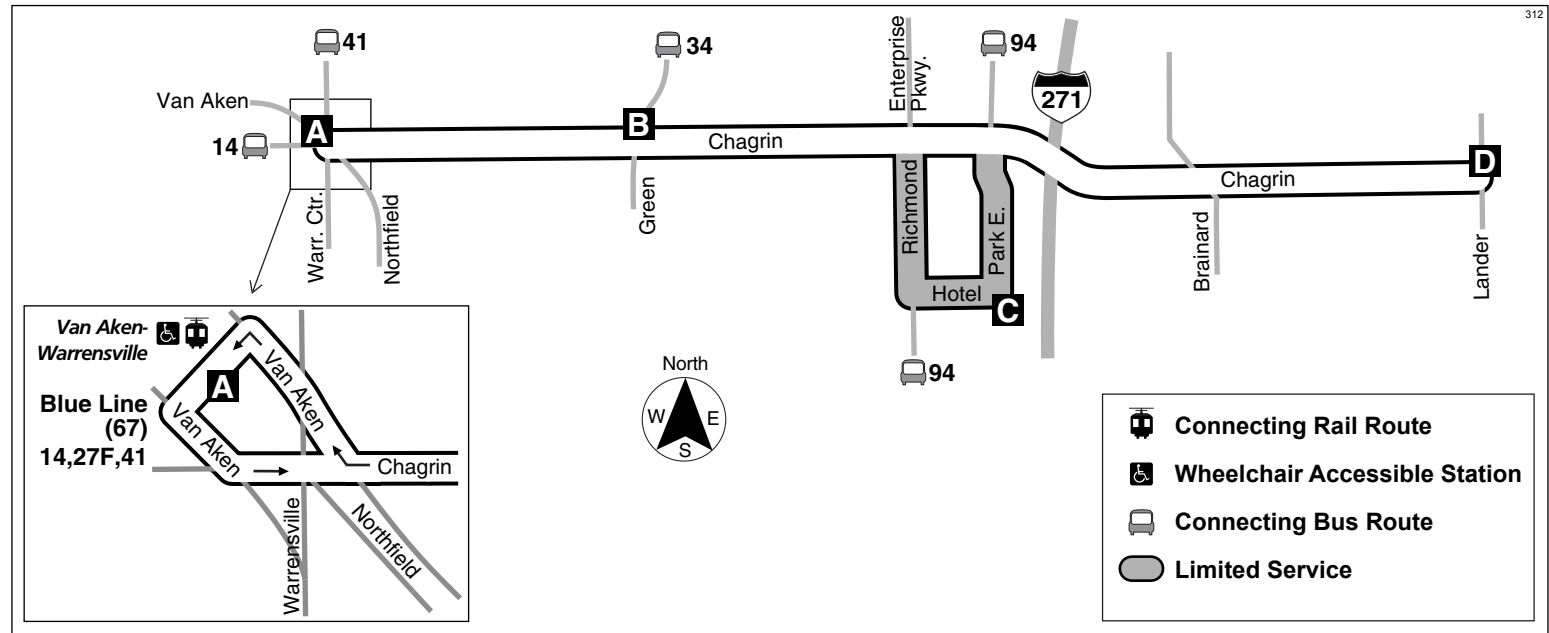 312
41
34
Enterprise
Pkwy.
94
271
Van Aken
14
A
B
Chagrin
Chagrin
D
Warr. Ctr.
Northfield
Green
Richmond
Park E.
Hotel
C
94
Brainard
Lander
Van Aken-
Warrensville
Blue Line
(67)
14,27F,41
A
Van Aken
Van Aken
Chagrin
Warrensville
Northfield
North
W
E
S
Connecting Rail Route
Wheelchair Accessible Station
Connecting Bus Route
Limited Service